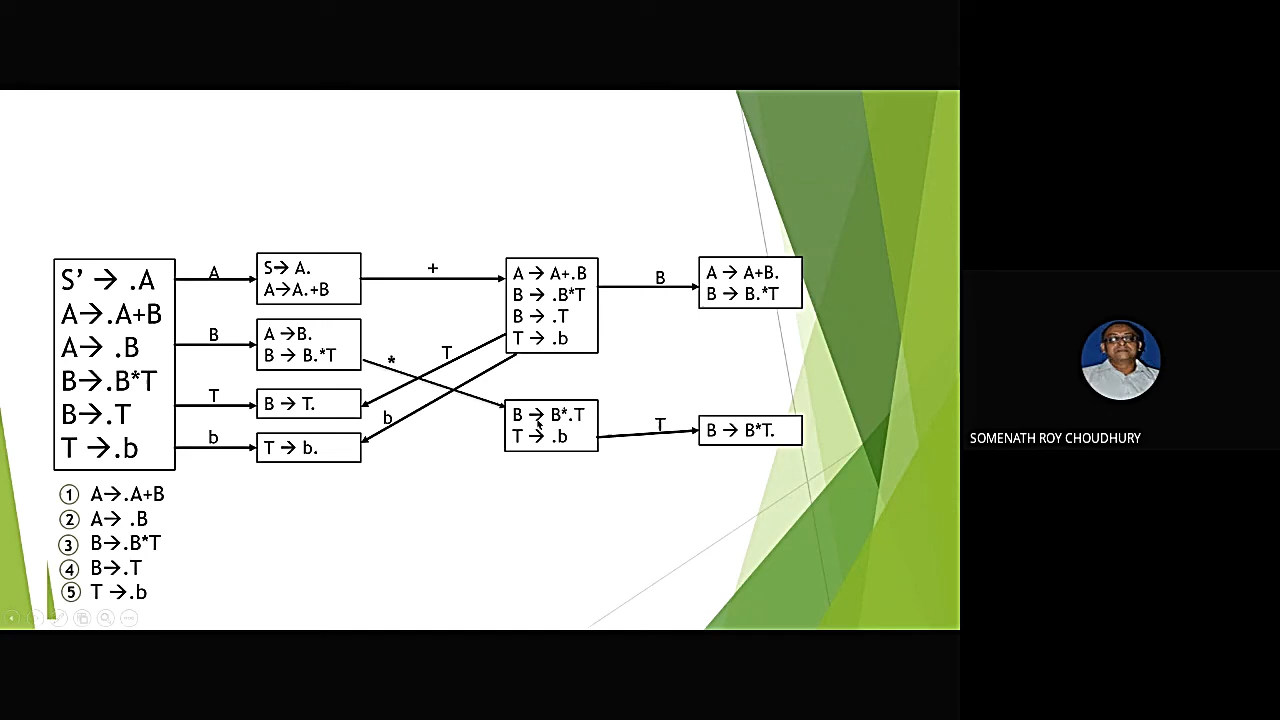 S' → .A
A→.A+B
A→ .B
B→.B*T
B→.T
T →.b
A
B
T
b
S→ A.
A→A.+B
A →B.
B → B.*T
B → T.
T → b.
+
*
T
b
A → A+.B
B → .B*T
B → .T
T → .b
B → B*.T
T → .b
B
T
A → A+B.
B → B.*T
B → B*T.
① A→.A+B
② A→ .B
③ B→.B*T
④ B→.T
⑤ T →.b
SOMENATH ROY CHOUDHURY